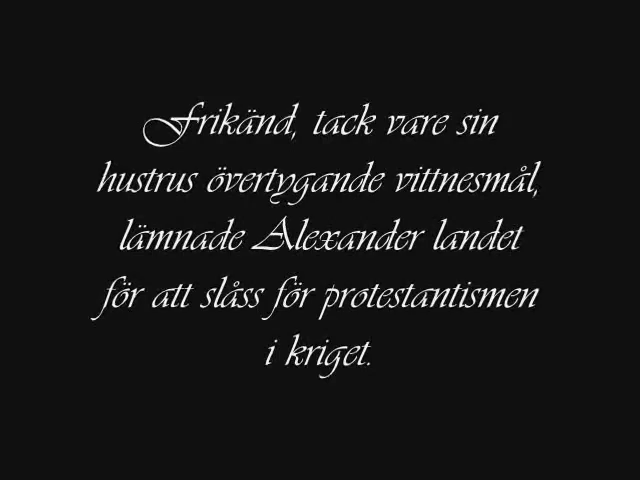 Frikänd, tack vare sin
hustrus övertygande vittnesmål,
lämnade Alexander landet
för att slåss för protestantismen
i kriget.